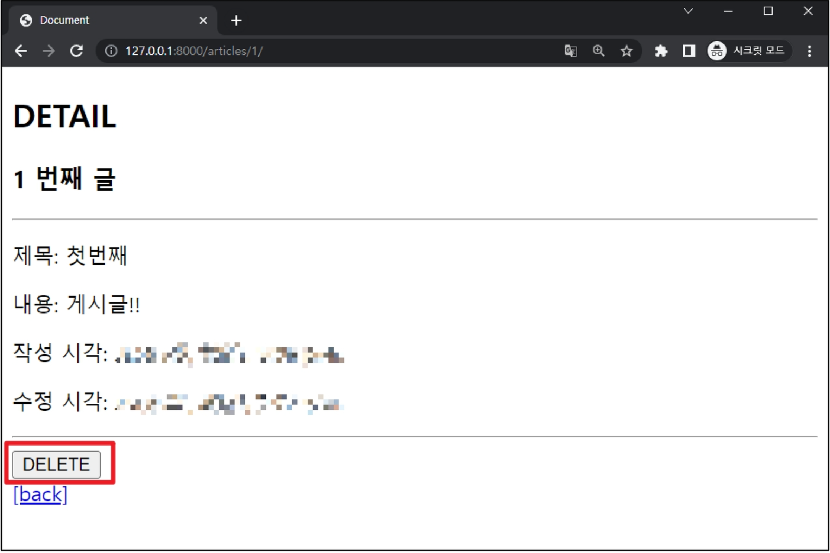 Document
127.0.0.1:8000/articles/1/
시크릿 모드
DETAIL
1 번째 글
제목: 첫번째
내용: 게시글!!
작성 시각:
수정 시각:
DELETE
[back]